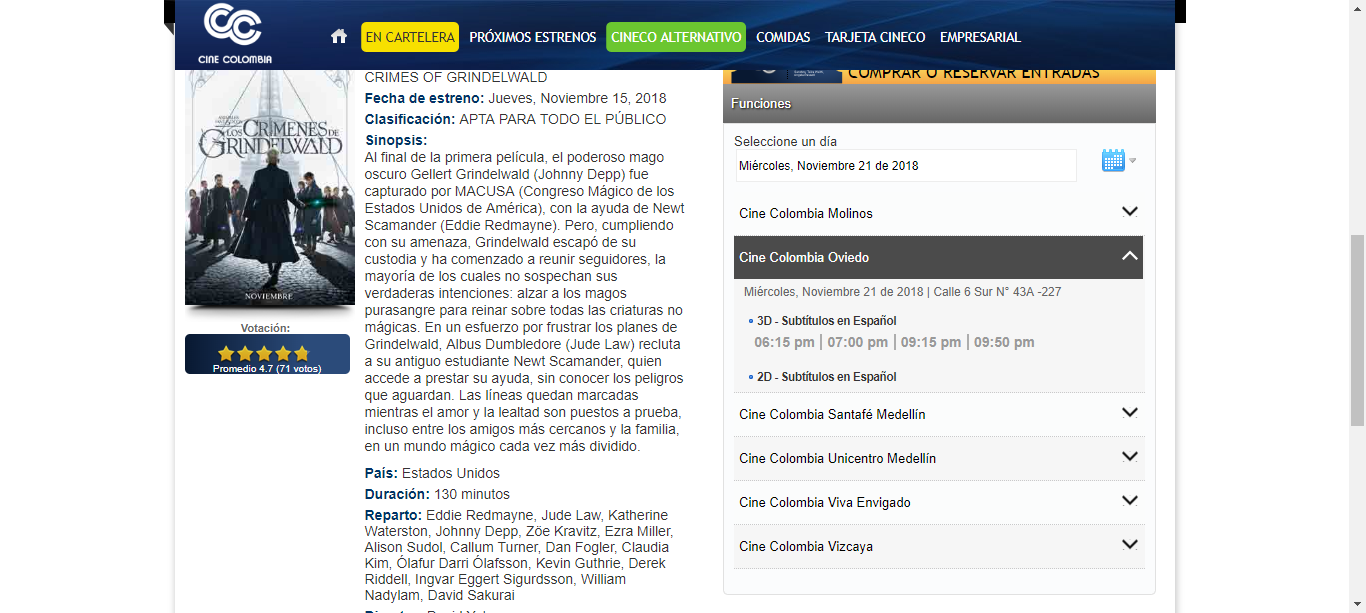 CINE COLOMBIA
EN CARTELERA
PRÓXIMOS ESTRENOS
CINECO ALTERNATIVO
COMIDAS
TARJETA CINECO
EMPRESARIAL
LOS CRÍMENES DE
GRINDELWALD
NOVIEMBRE
Votación:
Promedio 4.7 (71 votos)
CRIMES OF GRINDELWALD
Fecha de estreno: Jueves, Noviembre 15, 2018
Clasificación: APTA PARA TODO EL PÚBLICO
Sinopsis:
Al final de la primera película, el poderoso mago
oscuro Gellert Grindelwald (Johnny Depp) fue
capturado por MACUSA (Congreso Mágico de los
Estados Unidos de América), con la ayuda de Newt
Scamander (Eddie Redmayne). Pero, cumpliendo
con su amenaza, Grindelwald escapó de su
custodia y ha comenzado a reunir seguidores, la
mayoría de los cuales no sospechan sus
verdaderas intenciones: alzar a los magos
purasangre para reinar sobre todas las criaturas no
mágicas. En un esfuerzo por frustrar los planes de
Grindelwald, Albus Dumbledore (Jude Law) recluta
a su antiguo estudiante Newt Scamander, quien
accede a prestar su ayuda, sin conocer los peligros
que aguardan. Las líneas quedan marcadas
mientras el amor y la lealtad son puestos a prueba,
incluso entre los amigos más cercanos y la familia,
en un mundo mágico cada vez más dividido.
País: Estados Unidos
Duración: 130 minutos
Reparto: Eddie Redmayne, Jude Law, Katherine
Waterston, Johnny Depp, Zöe Kravitz, Ezra Miller,
Alison Sudol, Callum Turner, Dan Fogler, Claudia
Kim, Ólafur Darri Ólafsson, Kevin Guthrie, Derek
Riddell, Ingvar Eggert Sigurdsson, William
Nadylam, David Sakurai
COMPRAR O RESERVAR ENTRADAS
Funciones
Seleccione un día
Miércoles, Noviembre 21 de 2018
Cine Colombia Molinos
Cine Colombia Oviedo
Miércoles, Noviembre 21 de 2018 | Calle 6 Sur N° 43A -227
3D - Subtítulos en Español
06:15 pm | 07:00 pm | 09:15 pm | 09:50 pm
2D - Subtítulos en Español
Cine Colombia Santafé Medellín
Cine Colombia Unicentro Medellín
Cine Colombia Viva Envigado
Cine Colombia Vizcaya